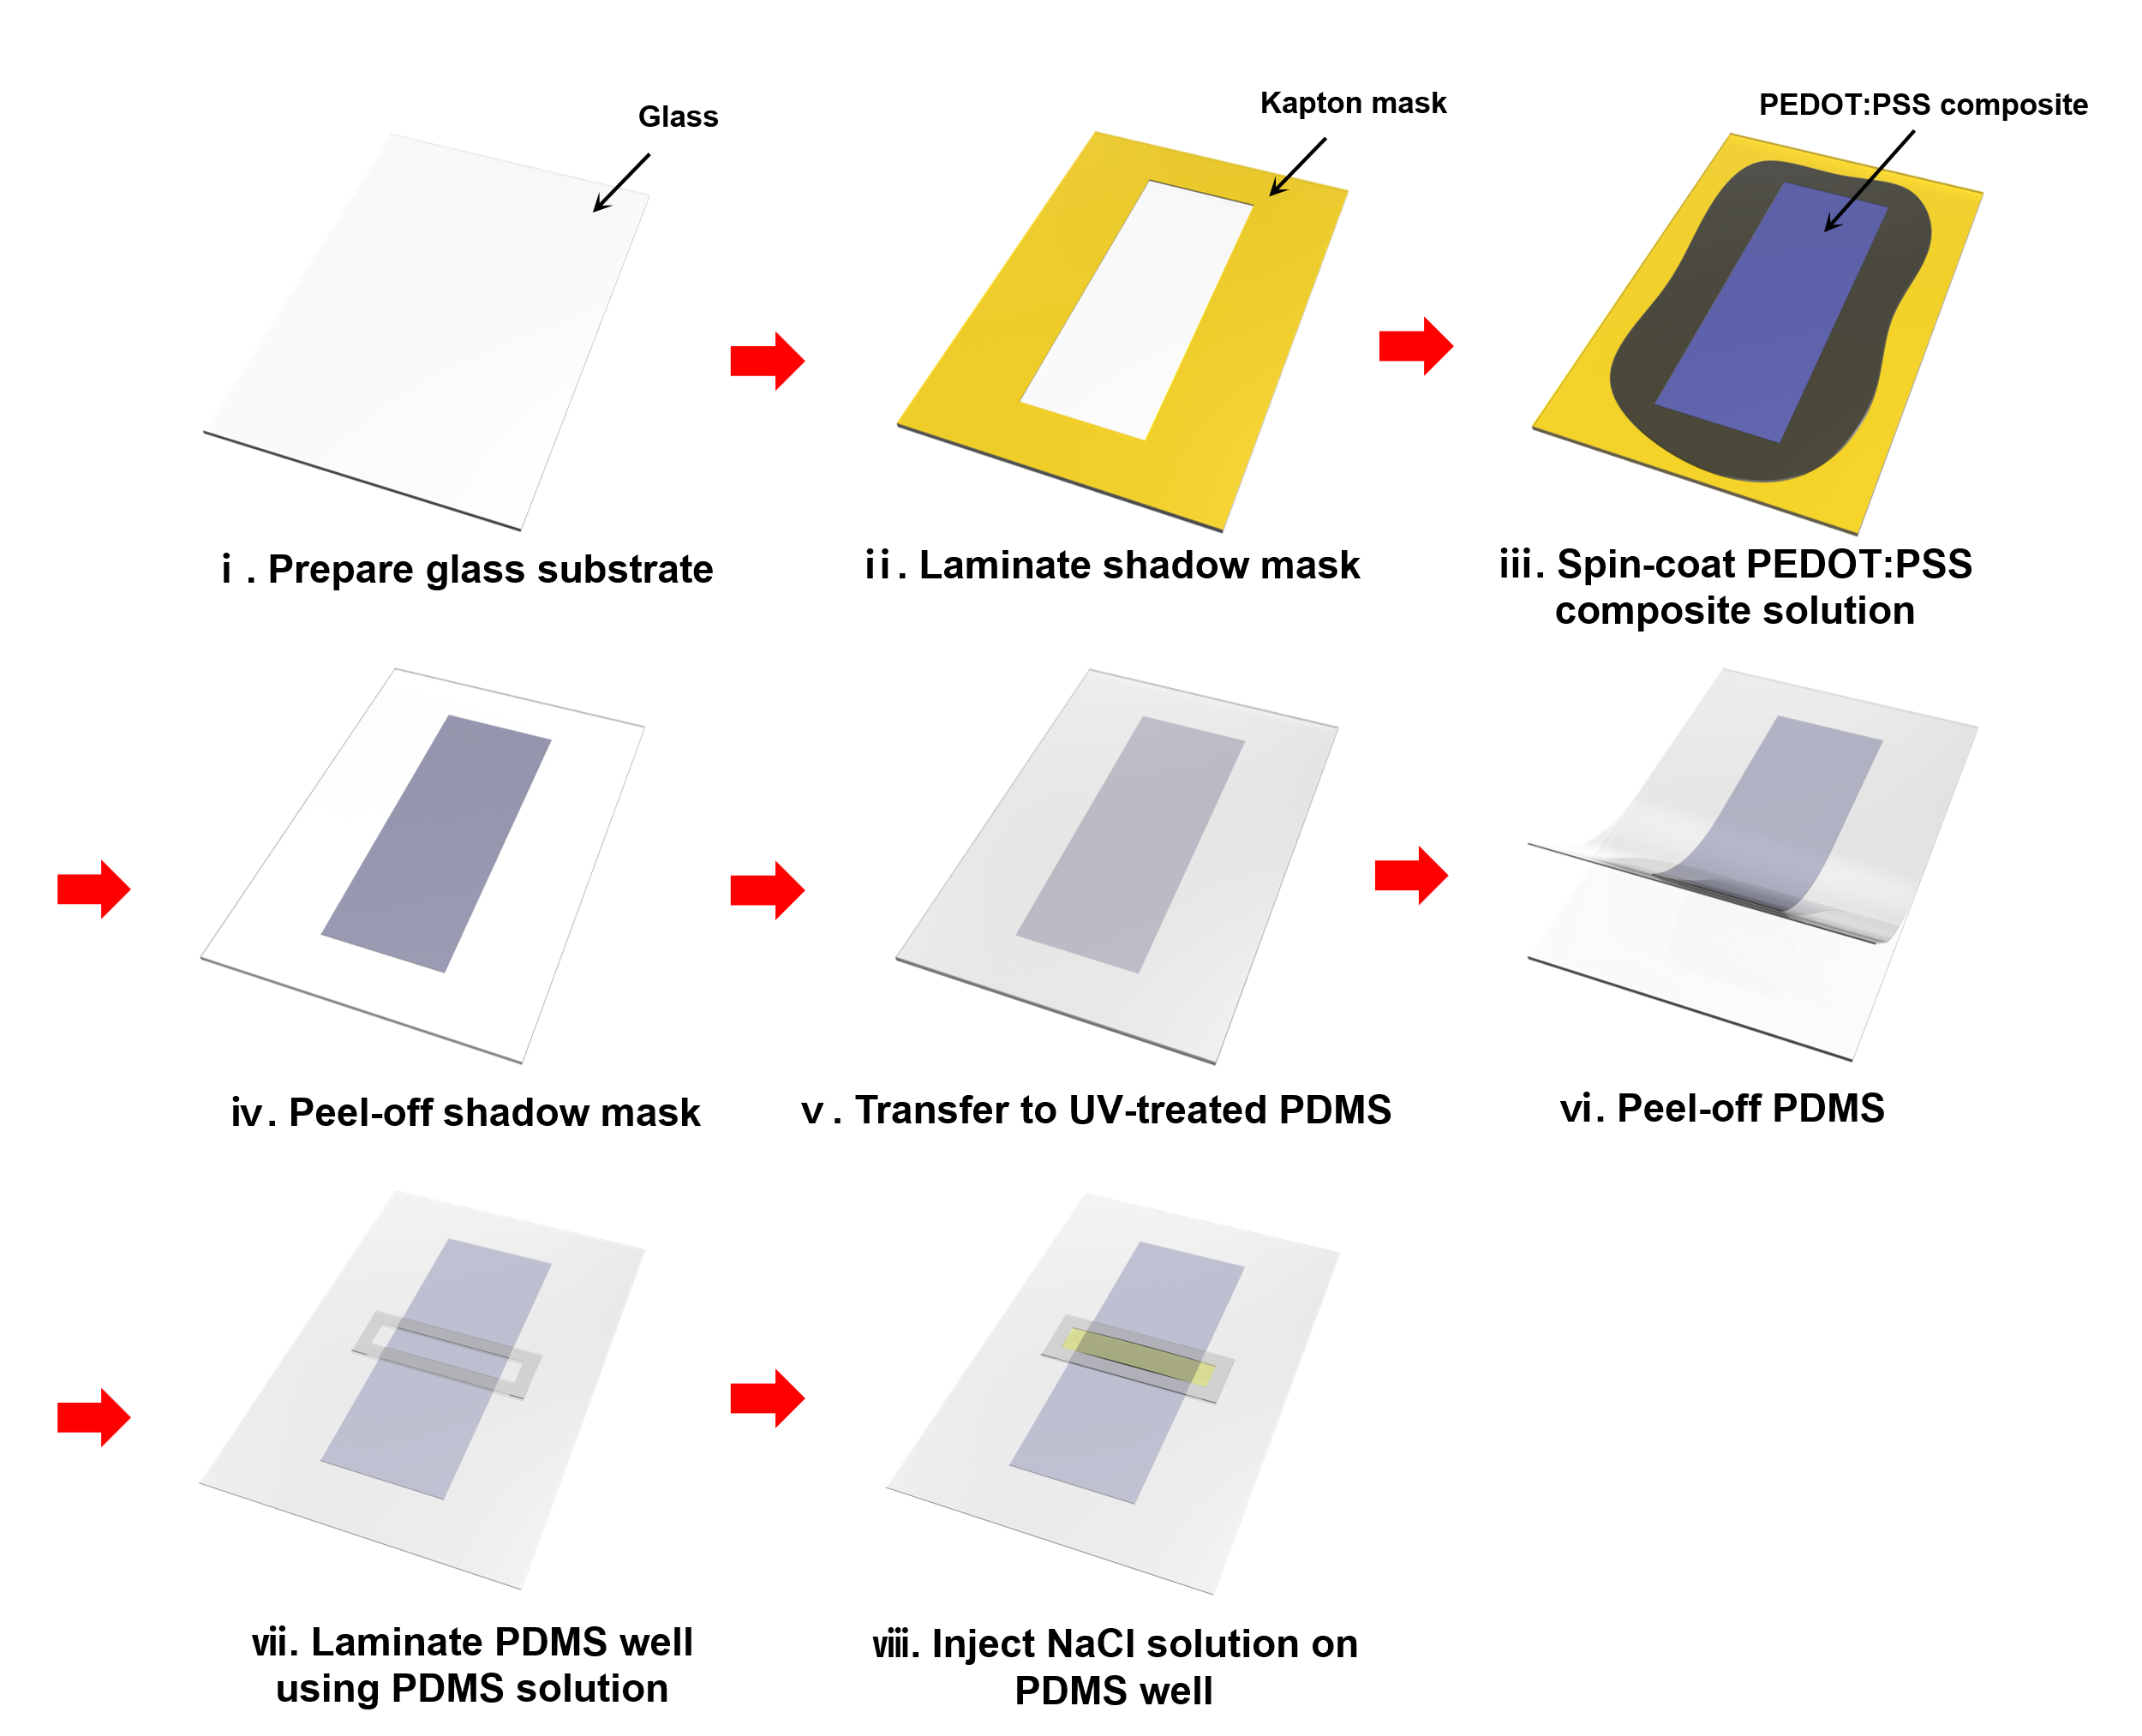 Glass
Kapton mask
PEDOT:PSS composite
ⅰ. Prepare glass substrate
ⅱ. Laminate shadow mask
ⅲ. Spin-coat PEDOT:PSS
composite solution
ⅳ. Peel-off shadow mask
ⅴ. Transfer to UV-treated PDMS
ⅵ. Peel-off PDMS
ⅶ. Laminate PDMS well
using PDMS solution
ⅷ. Inject NaCl solution on
PDMS well